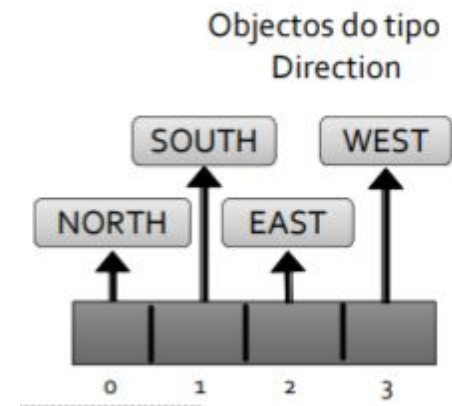 Objectos do tipo
Direction
SOUTH WEST
NORTH EAST
0 1 2 3